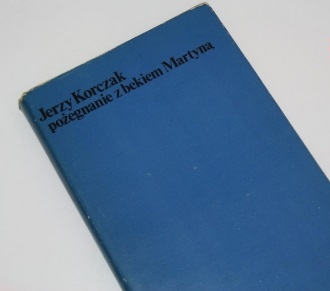 Jerzy Korczak
pożegnanie z bekiem Martyną